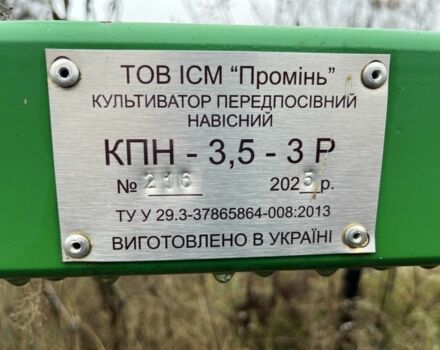 ТОВ ІСМ "Промінь"
КУЛЬТИВАТОР ПЕРЕДПОСІВНИЙ
НАВІСНИЙ
КПН - 3,5 - 3 Р
№ 216 2025 р.
ТУ У 29.3-37865864-008:2013
ВИГОТОВЛЕНО В УКРАЇНІ